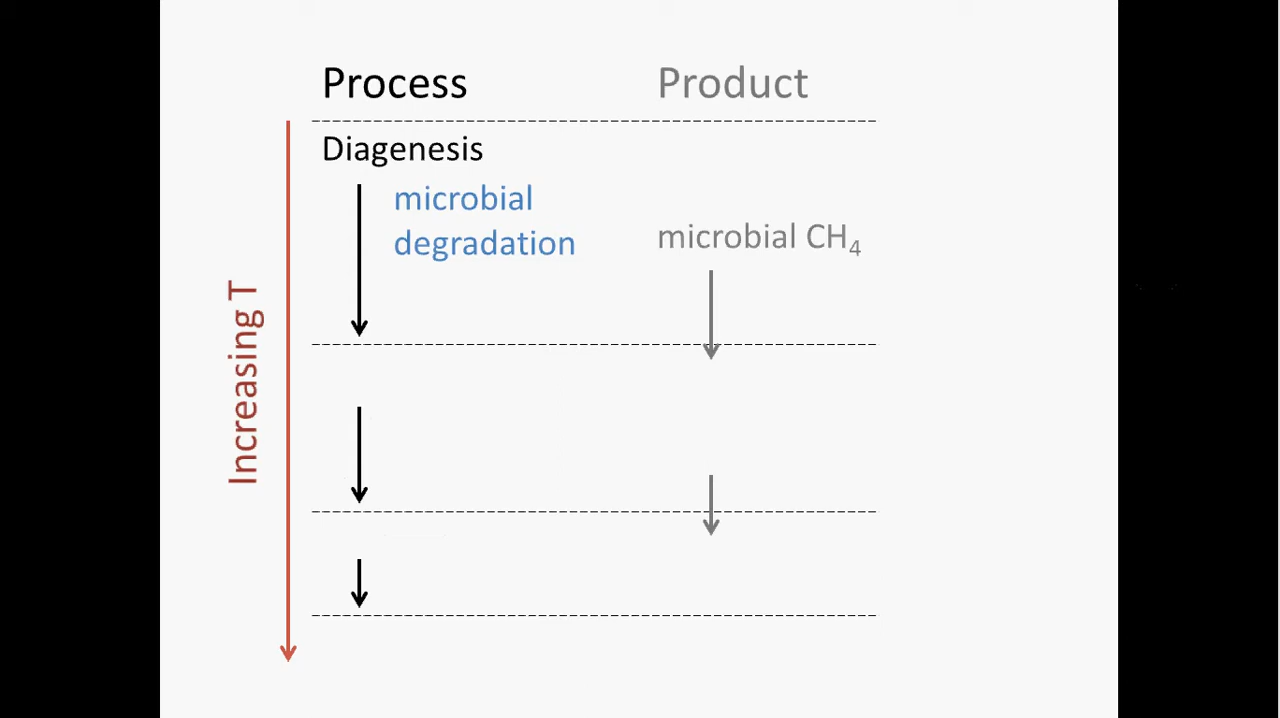 Process
Product
Diagenesis
microbial
degradation
microbial CH₄
Increasing T